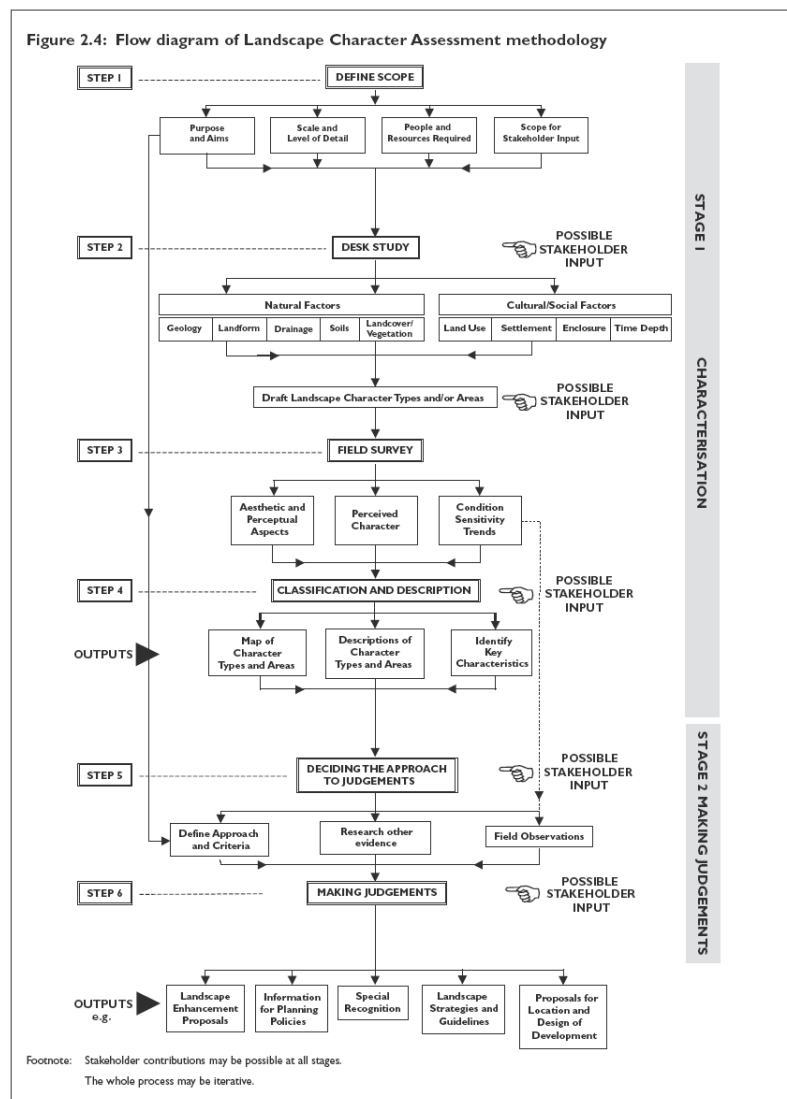 Figure 2.4: Flow diagram of Landscape Character Assessment methodology
STEP 1
DEFINE SCOPE
Purpose
and Aims
Scale and
Level of Detail
People and
Resources Required
Scope for
Stakeholder Input
STAGE 1
CHARACTERISATION
STEP 2
DESK STUDY
POSSIBLE
STAKEHOLDER
INPUT
Natural Factors
Cultural/Social Factors
Geology
Landform
Drainage
Soils
Landcover/
Vegetation
Land Use
Settlement
Enclosure
Time Depth
Draft Landscape Character Types and/or Areas
POSSIBLE
STAKEHOLDER
INPUT
STEP 3
FIELD SURVEY
Aesthetic and
Perceptual
Aspects
Perceived
Character
Condition
Sensitivity
Trends
STEP 4
CLASSIFICATION AND DESCRIPTION
POSSIBLE
STAKEHOLDER
INPUT
OUTPUTS
Map of
Character
Types and Areas
Descriptions of
Character
Types and Areas
Identify
Key
Characteristics
STAGE 2 MAKING JUDGEMENTS
STEP 5
DECIDING THE APPROACH
TO JUDGEMENTS
POSSIBLE
STAKEHOLDER
INPUT
Define Approach
and Criteria
Research other
evidence
Field Observations
STEP 6
MAKING JUDGEMENTS
POSSIBLE
STAKEHOLDER
INPUT
OUTPUTS
e.g.
Landscape
Enhancement
Proposals
Information
for Planning
Policies
Special
Recognition
Landscape
Strategies and
Guidelines
Proposals for
Location and
Design of
Development
Footnote: Stakeholder contributions may be possible at all stages.
The whole process may be iterative.